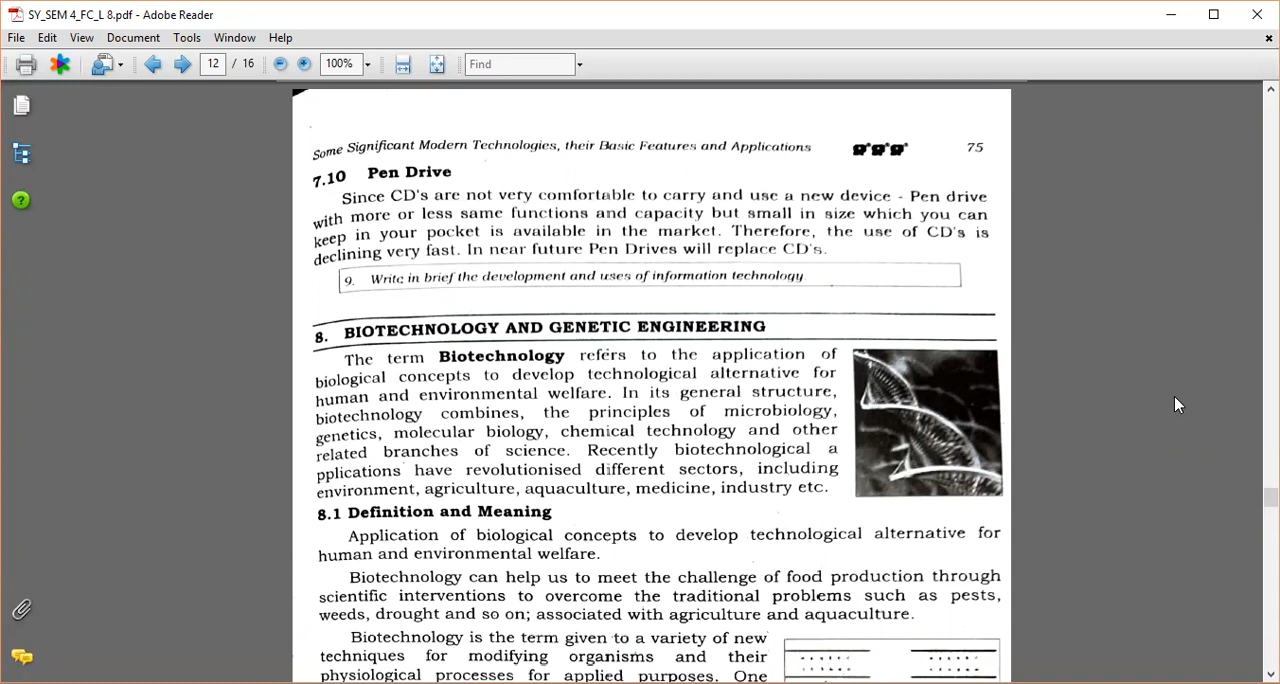 SY_SEM 4_FC_L 8.pdf - Adobe Reader
File Edit View Document Tools Window Help
12 / 16 100% Find
Some Significant Modern Technologies, their Basic Features and Applications 75
7.10 Pen Drive
Since CD's are not very comfortable to carry and use a new device - Pen drive
with more or less same functions and capacity but small in size which you can
keep in your pocket is available in the market. Therefore, the use of CD's is
declining very fast. In near future Pen Drives will replace CD's.
9. Write in brief the development and uses of information technology.
8. BIOTECHNOLOGY AND GENETIC ENGINEERING
The term Biotechnology refers to the application of
biological concepts to develop technological alternative for
human and environmental welfare. In its general structure,
biotechnology combines, the principles of microbiology,
genetics, molecular biology, chemical technology and other
related branches of science. Recently biotechnological a
pplications have revolutionised different sectors, including
environment, agriculture, aquaculture, medicine, industry etc.
8.1 Definition and Meaning
Application of biological concepts to develop technological alternative for
human and environmental welfare.
Biotechnology can help us to meet the challenge of food production through
scientific interventions to overcome the traditional problems such as pests,
weeds, drought and so on; associated with agriculture and aquaculture.
Biotechnology is the term given to a variety of new
techniques for modifying organisms and their
physiological processes for applied purposes. One